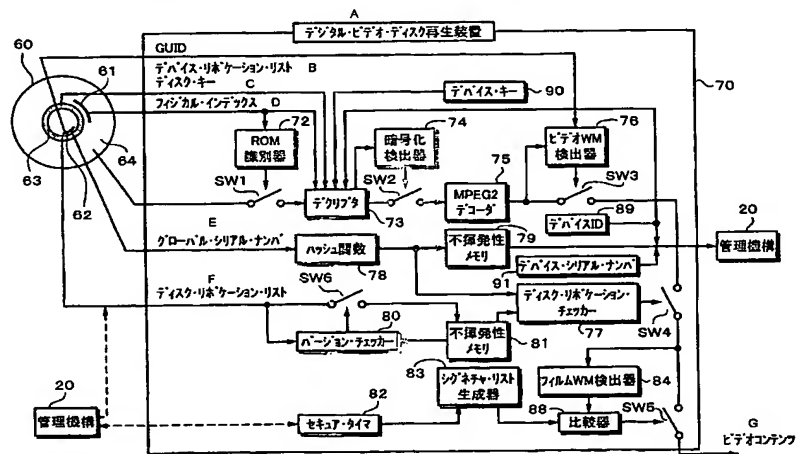 A
デジタル・ビデオ・ディスク再生装置
GUID
デバイス・リボケーション・リスト B
ディスク・キー C
フィジカル・インデックス D
デバイス・キー 90
70
60
61
62
63
64
72
ROM
識別器
SW1
デクリプタ
73
74
暗号化
検出器
SW2
75
MPEG2
デコーダ
76
ビデオWM
検出器
SW3
デバイスID 89
E
グローバル・シリアル・ナンバ
ハッシュ関数
78
不揮発性
メモリ
79
デバイス・シリアル・ナンバ
91
20
管理機構
F
ディスク・リボケーション・リスト
SW6
バージョン・チェッカー
80
不揮発性
メモリ
81
ディスク・リボケーション・
チェッカー
77
SW4
83
シグネチャ・リスト
生成器
フィルムWM検出器 84
20
管理機構
82
セキュア・タイマ
88
比較器
SW5
G
ビデオコンテンツ